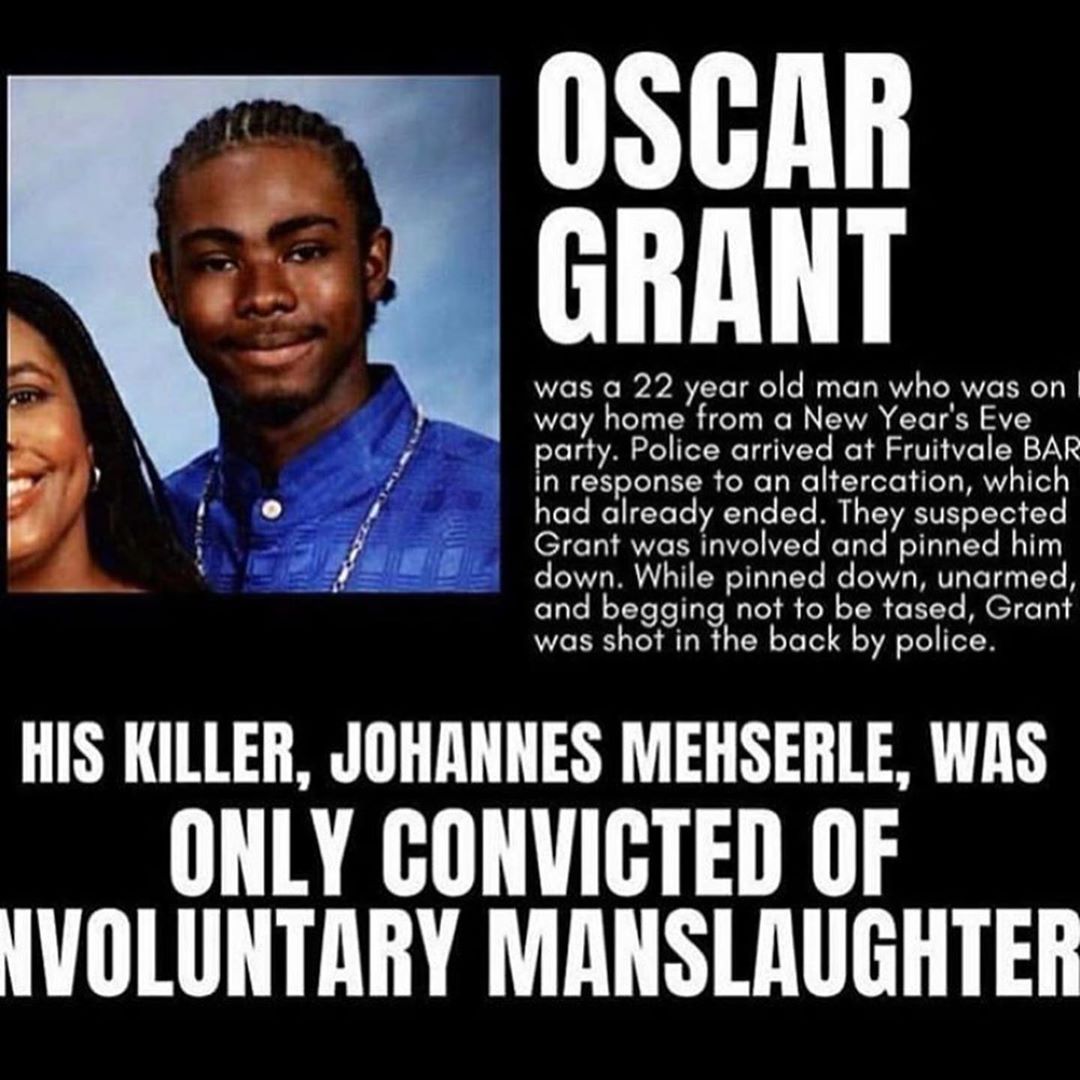 OSCAR
GRANT
was a 22 year old man who was on
way home from a New Year's Eve
party. Police arrived at Fruitvale BAR
in response to an altercation, which
had already ended. They suspected
Grant was involved and pinned him
down. While pinned down, unarmed,
and begging not to be tased, Grant
was shot in the back by police.
HIS KILLER, JOHANNES MEHSERLE, WAS
ONLY CONVICTED OF
NVOLUNTARY MANSLAUGHTER